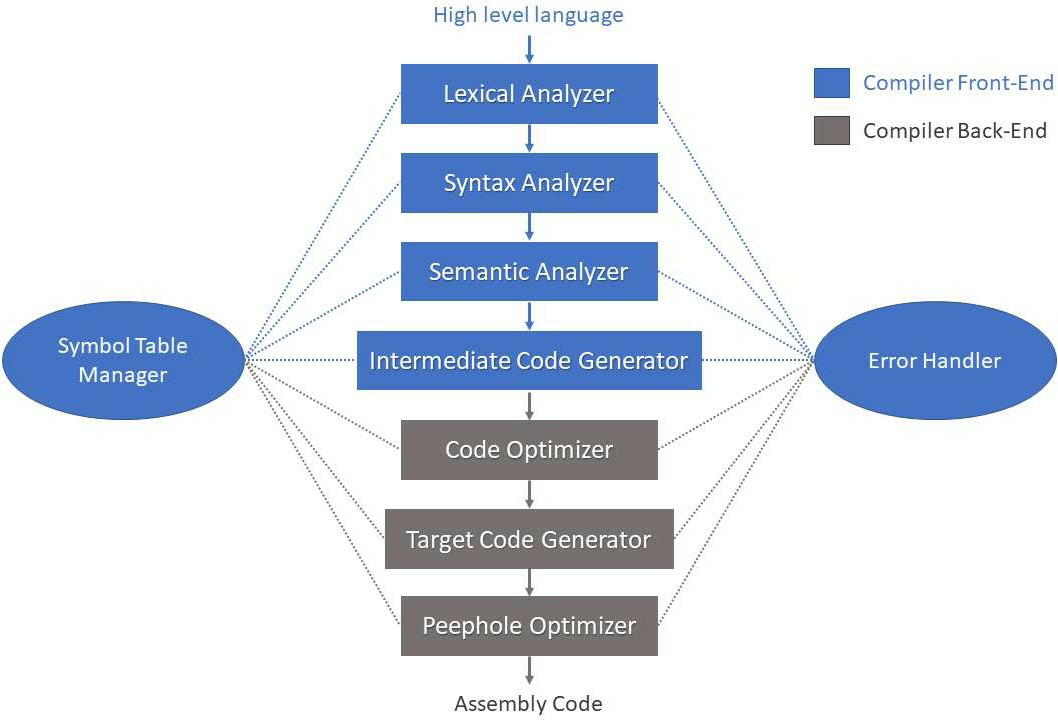 High level language
Lexical Analyzer
Compiler Front-End
Compiler Back-End
Syntax Analyzer
Semantic Analyzer
Symbol Table
Manager
Intermediate Code Generator
Error Handler
Code Optimizer
Target Code Generator
Peephole Optimizer
Assembly Code